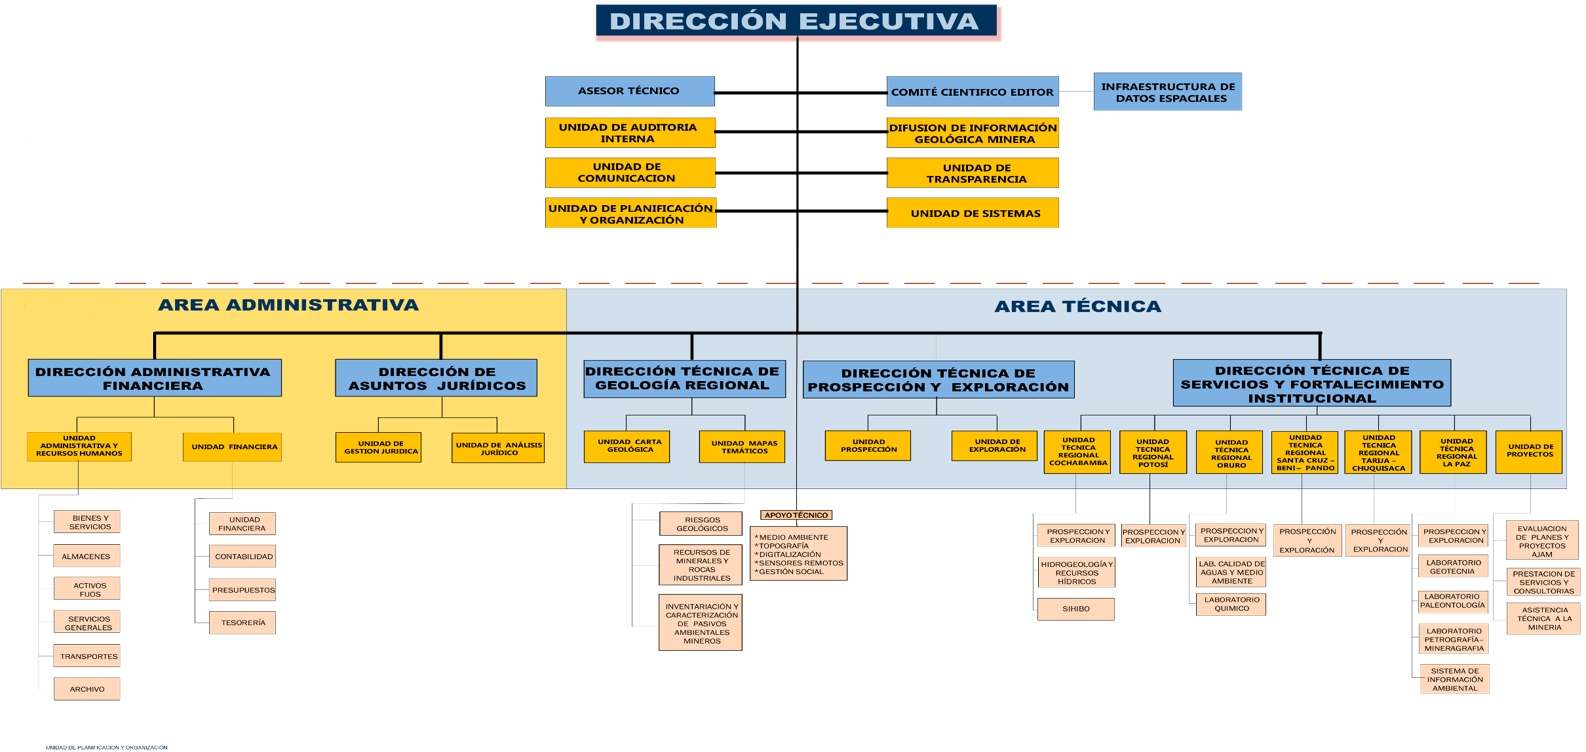 DIRECCIÓN EJECUTIVA
ASESOR TÉCNICO
COMITÉ CIENTIFICO EDITOR
INFRAESTRUCTURA DE
DATOS ESPACIALES
UNIDAD DE AUDITORIA
INTERNA
DIFUSION DE INFORMACIÓN
GEOLÓGICA MINERA
UNIDAD DE
COMUNICACION
UNIDAD DE
TRANSPARENCIA
UNIDAD DE PLANIFICACIÓN
Y ORGANIZACIÓN
UNIDAD DE SISTEMAS
AREA ADMINISTRATIVA
AREA TÉCNICA
DIRECCIÓN ADMINISTRATIVA
FINANCIERA
DIRECCIÓN DE
ASUNTOS JURÍDICOS
DIRECCIÓN TÉCNICA DE
GEOLOGÍA REGIONAL
DIRECCIÓN TÉCNICA DE
PROSPECCIÓN Y EXPLORACIÓN
DIRECCIÓN TÉCNICA DE
SERVICIOS Y FORTALECIMIENTO
INSTITUCIONAL
UNIDAD
ADMINISTRATIVA Y
RECURSOS HUMANOS
UNIDAD FINANCIERA
UNIDAD DE
GESTION JURIDICA
UNIDAD DE ANÁLISIS
JURÍDICO
UNIDAD CARTA
GEOLÓGICA
UNIDAD MAPAS
TEMÁTICOS
UNIDAD
PROSPECCIÓN
UNIDAD DE
EXPLORACIÓN
UNIDAD
TECNICA
REGIONAL
COCHABAMBA
UNIDAD
TECNICA
REGIONAL
POTOSÍ
UNIDAD
TÉCNICA
REGIONAL
ORURO
UNIDAD
TECNICA
REGIONAL
SANTA CRUZ –
BENI – PANDO
UNIDAD
TECNICA
REGIONAL
TARIJA –
CHUQUISACA
UNIDAD
TÉCNICA
REGIONAL
LA PAZ
UNIDAD DE
PROYECTOS
BIENES Y
SERVICIOS
ALMACENES
ACTIVOS
FIJOS
SERVICIOS
GENERALES
TRANSPORTES
ARCHIVO
UNIDAD
FINANCIERA
CONTABILIDAD
PRESUPUESTOS
TESORERÍA
RIESGOS
GEOLÓGICOS
RECURSOS DE
MINERALES Y
ROCAS
INDUSTRIALES
INVENTARIACIÓN Y
CARACTERIZACIÓN
DE PASIVOS
AMBIENTALES
MINEROS
APOYO TÉCNICO
*MEDIO AMBIENTE
*TOPOGRAFÍA
*DIGITALIZACIÓN
*SENSORES REMOTOS
*GESTIÓN SOCIAL
PROSPECCION Y
EXPLORACION
HIDROGEOLOGÍA Y
RECURSOS
HÍDRICOS
SIHIBO
PROSPECCION Y
EXPLORACION
PROSPECCION Y
EXPLORACION
LAB. CALIDAD DE
AGUAS Y MEDIO
AMBIENTE
LABORATORIO
QUIMICO
PROSPECCIÓN
Y
EXPLORACIÓN
PROSPECCIÓN
Y
EXPLORACION
PROSPECCION Y
EXPLORACION
LABORATORIO
GEOTECNIA
LABORATORIO
PALEONTOLOGÍA
LABORATORIO
PETROGRAFÍA–
MINERAGRAFIA
SISTEMA DE
INFORMACIÓN
AMBIENTAL
EVALUACION
DE PLANES Y
PROYECTOS
AJAM
PRESTACION DE
SERVICIOS Y
CONSULTORIAS
ASISTENCIA
TÉCNICA A LA
MINERIA
UNIDAD DE PLANIFICACION Y ORGANIZACIÓN